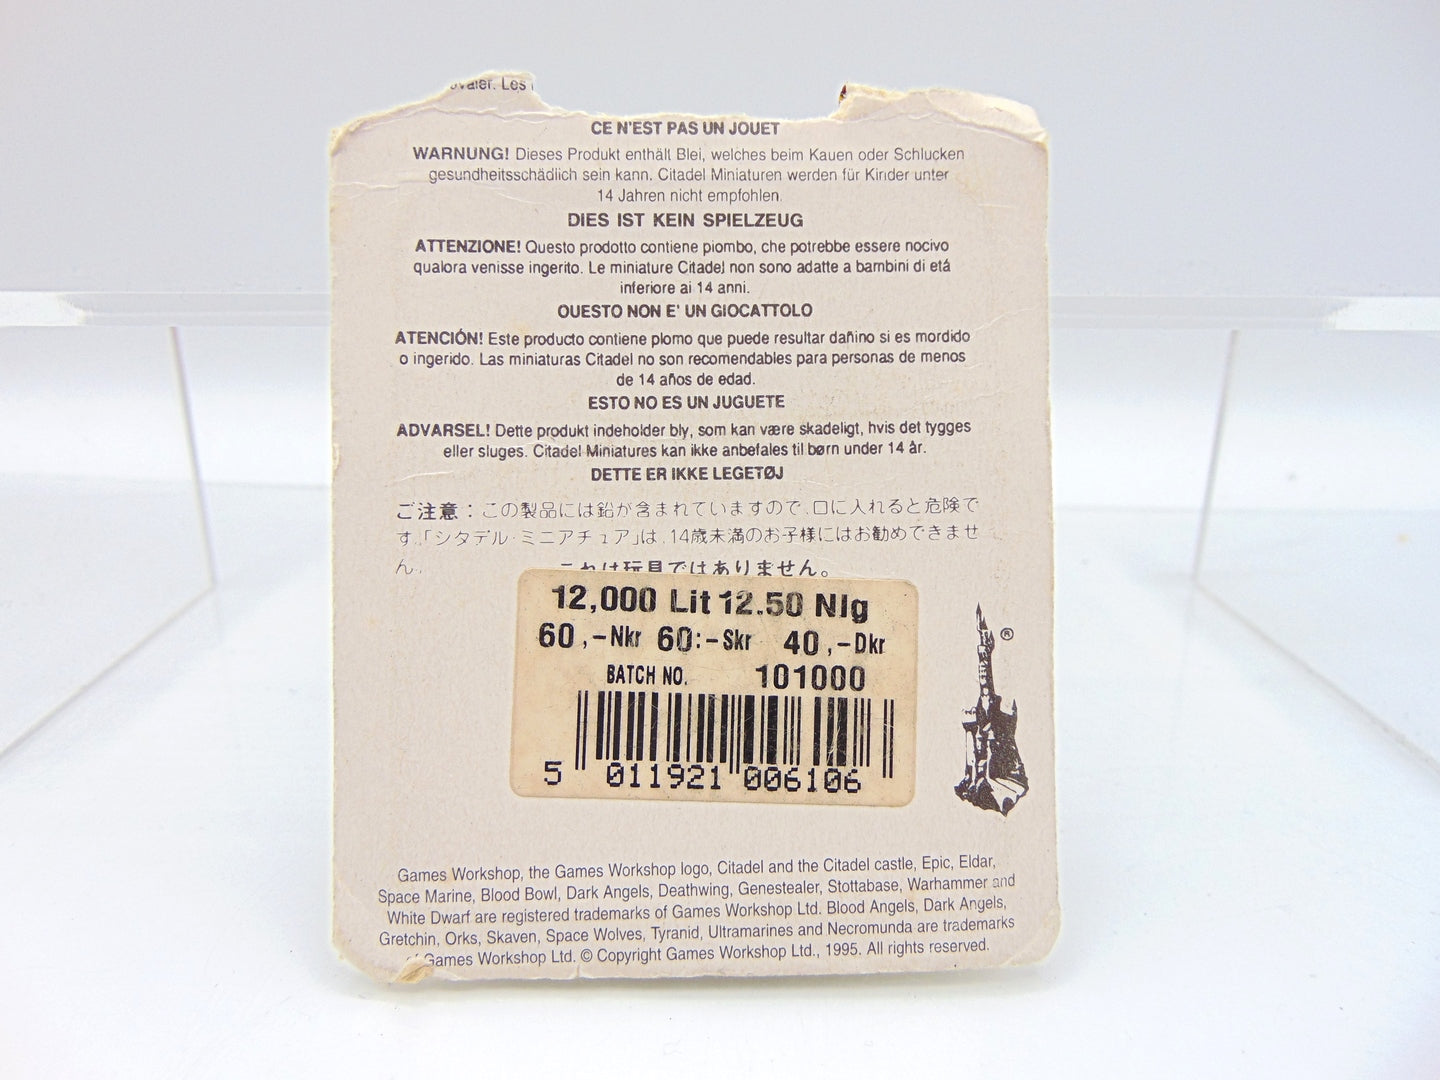 Les
CE N'EST PAS UN JOUET
WARNUNG! Dieses Produkt enthält Blei, welches beim Kauen oder Schlucken
gesundheitsschädlich sein kann. Citadel Miniaturen werden für Kinder unter
14 Jahren nicht empfohlen.
DIES IST KEIN SPIELZEUG
ATTENZIONE! Questo prodotto contiene piombo, che potrebbe essere nocivo
qualora venisse ingerito. Le miniature Citadel non sono adatte a bambini di etá
inferiore ai 14 anni.
QUESTO NON E' UN GIOCATTOLO
ATENCIÓN! Este producto contiene plomo que puede resultar dañino si es mordido
o ingerido. Las miniaturas Citadel no son recomendables para personas de menos
de 14 años de edad.
ESTO NO ES UN JUGUETE
ADVARSEL! Dette produkt indeholder bly, som kan være skadeligt, hvis det tygges
eller sluges. Citadel Miniatures kan ikke anbefales til børn under 14 år.
DETTE ER IKKE LEGETØJ
ご注意：この製品には鉛が含まれていますので、口に入れると危険で
す。「シタデル・ミニアチュア」は、14歳未満のお子様にはお勧めできませ
ん。
これは玩具ではありません。
12,000 Lit 12.50 Nlg
60,-Nkr 60:-Skr 40,-Dkr
BATCH NO. 101000
5 011921 006106
®
Games Workshop, the Games Workshop logo, Citadel and the Citadel castle, Epic, Eldar,
Space Marine, Blood Bowl, Dark Angels, Deathwing, Genestealer, Stottabase, Warhammer and
White Dwarf are registered trademarks of Games Workshop Ltd. Blood Angels, Dark Angels,
Gretchin, Orks, Skaven, Space Wolves, Tyranid, Ultramarines and Necromunda are trademarks
of Games Workshop Ltd. © Copyright Games Workshop Ltd., 1995. All rights reserved.